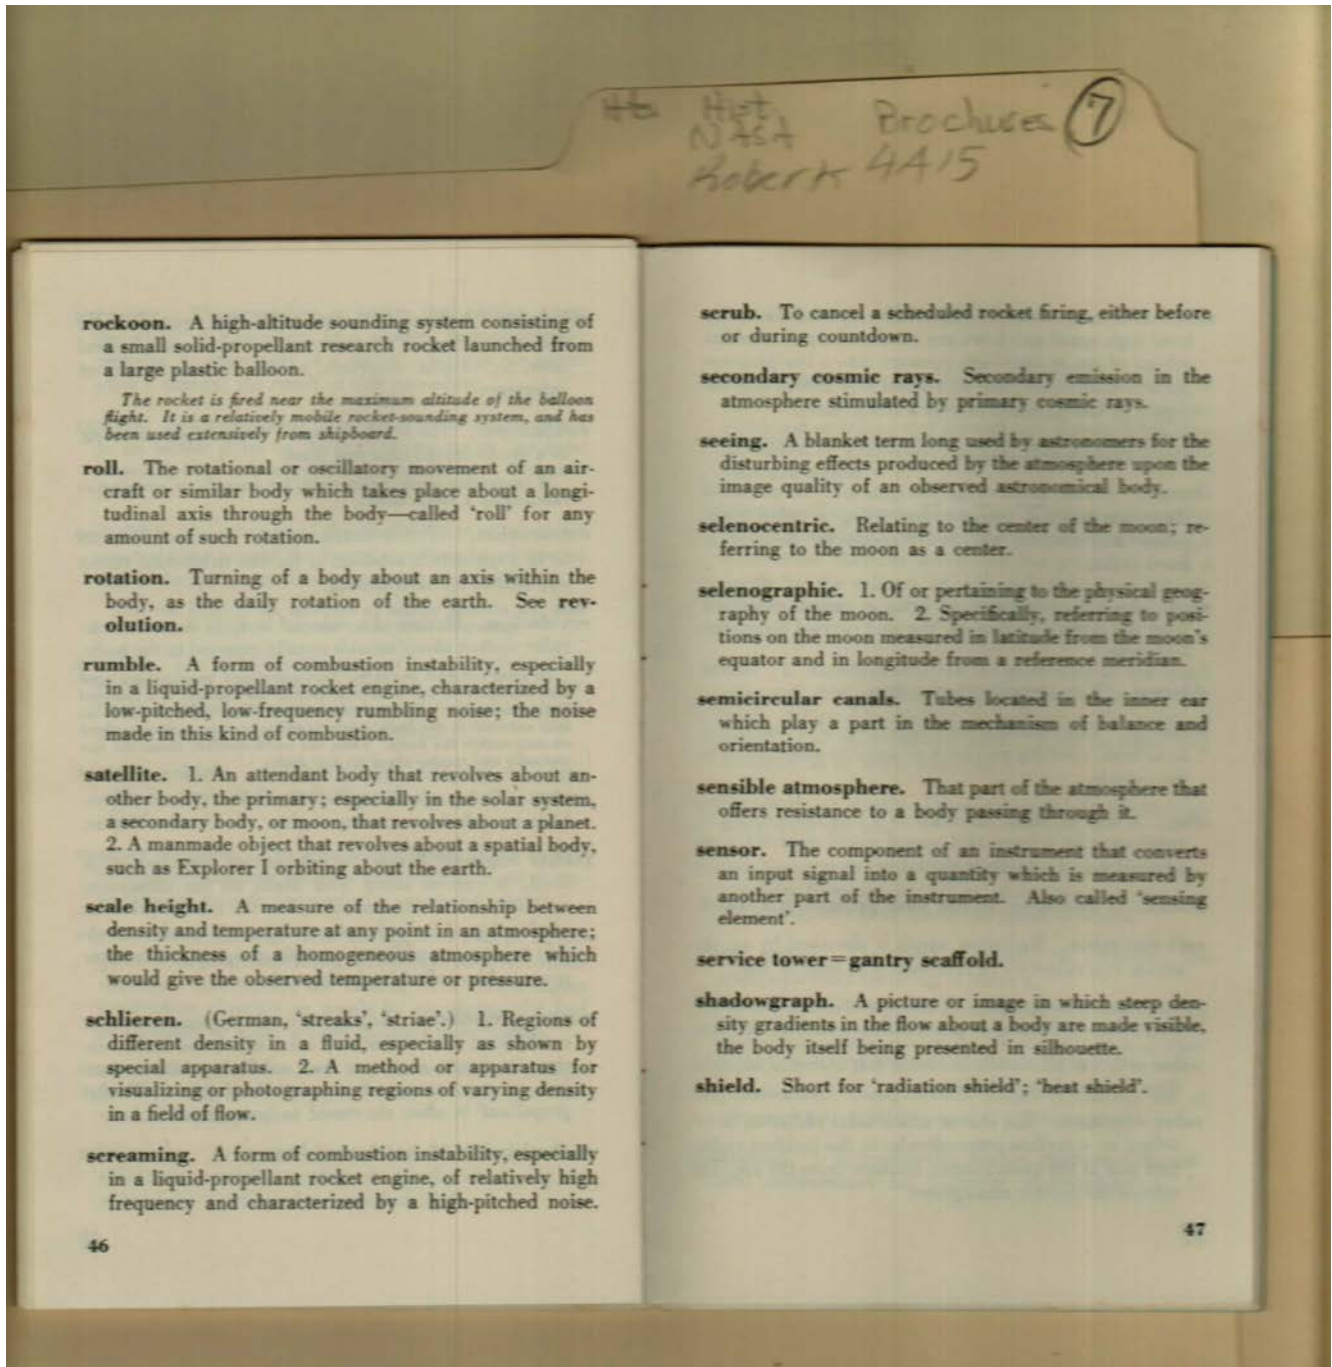 Hst. Brochures 7
NASA
Robert 4415
rockoon. A high-altitude sounding system consisting of
a small solid-propellant research rocket launched from
a large plastic balloon.
The rocket is fired near the maximum altitude of the balloon
flight. It is a relatively mobile rocket-sounding system, and has
been used extensively from shipboard.
roll. The rotational or oscillatory movement of an air-
craft or similar body which takes place about a longi-
tudinal axis through the body—called ‘roll’ for any
amount of such rotation.
rotation. Turning of a body about an axis within the
body, as the daily rotation of the earth. See rev-
olution.
rumble. A form of combustion instability, especially
in a liquid-propellant rocket engine, characterized by a
low-pitched, low-frequency rumbling noise; the noise
made in this kind of combustion.
satellite. 1. An attendant body that revolves about an-
other body, the primary; especially in the solar system,
a secondary body, or moon, that revolves about a planet.
2. A manmade object that revolves about a spatial body,
such as Explorer I orbiting about the earth.
scale height. A measure of the relationship between
density and temperature at any point in an atmosphere;
the thickness of a homogeneous atmosphere which
would give the observed temperature or pressure.
schlieren. (German, ‘streaks’, ‘striae’.) 1. Regions of
different density in a fluid, especially as shown by
special apparatus. 2. A method or apparatus for
visualizing or photographing regions of varying density
in a field of flow.
screaming. A form of combustion instability, especially
in a liquid-propellant rocket engine, of relatively high
frequency and characterized by a high-pitched noise.
46
scrub. To cancel a scheduled rocket firing, either before
or during countdown.
secondary cosmic rays. Secondary emission in the
atmosphere stimulated by primary cosmic rays.
seeing. A blanket term long used by astronomers for the
disturbing effects produced by the atmosphere upon the
image quality of an observed astronomical body.
selenocentric. Relating to the center of the moon; re-
ferring to the moon as a center.
selenographic. 1. Of or pertaining to the physical geog-
raphy of the moon. 2. Specifically, referring to posi-
tions on the moon measured in latitude from the moon's
equator and in longitude from a reference meridian.
semicircular canals. Tubes located in the inner ear
which play a part in the mechanism of balance and
orientation.
sensible atmosphere. That part of the atmosphere that
offers resistance to a body passing through it.
sensor. The component of an instrument that converts
an input signal into a quantity which is measured by
another part of the instrument. Also called ‘sensing
element’.
service tower=gantry scaffold.
shadowgraph. A picture or image in which steep den-
sity gradients in the flow about a body are made visible,
the body itself being presented in silhouette.
shield. Short for ‘radiation shield’; ‘heat shield’.
47